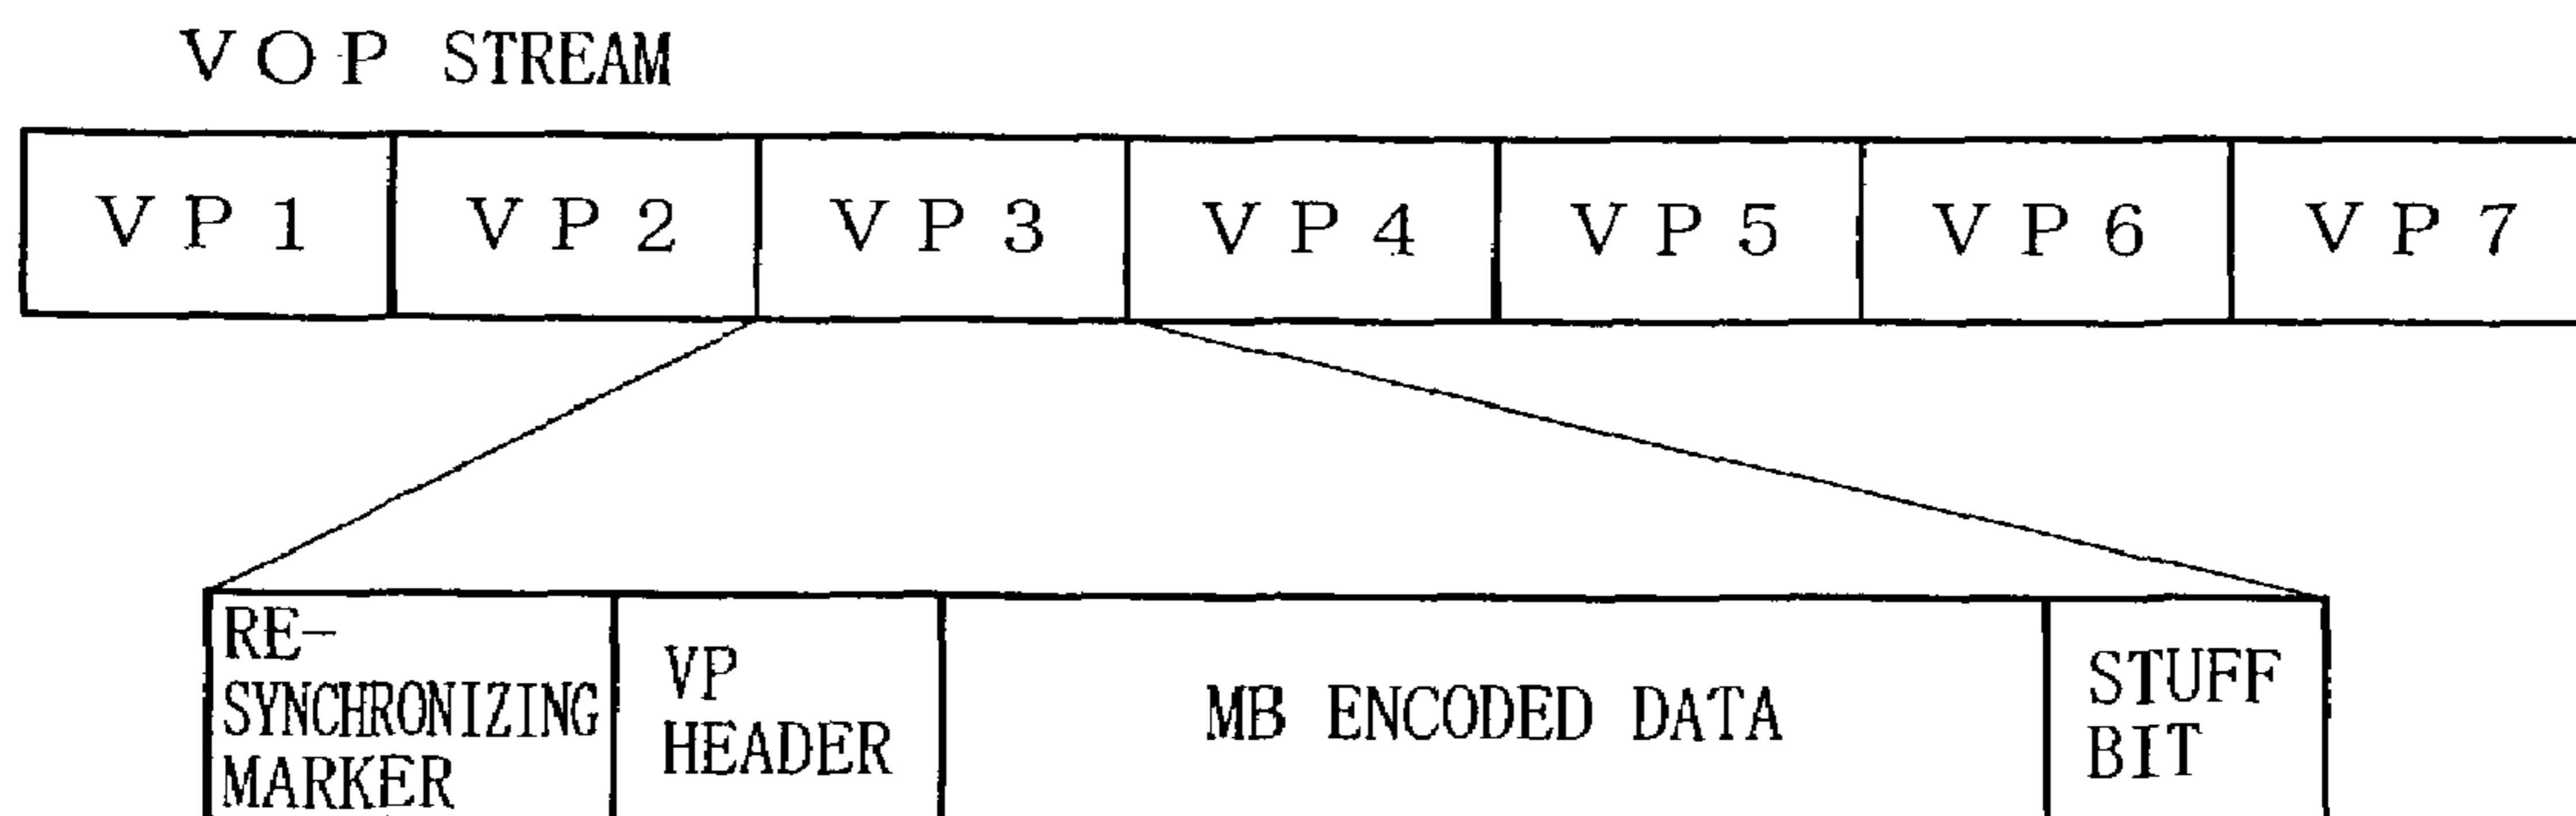 VOP STREAM
VP1 VP2 VP3 VP4 VP5 VP6 VP7
RE-
SYNCHRONIZING
MARKER
VP
HEADER
MB ENCODED DATA
STUFF
BIT